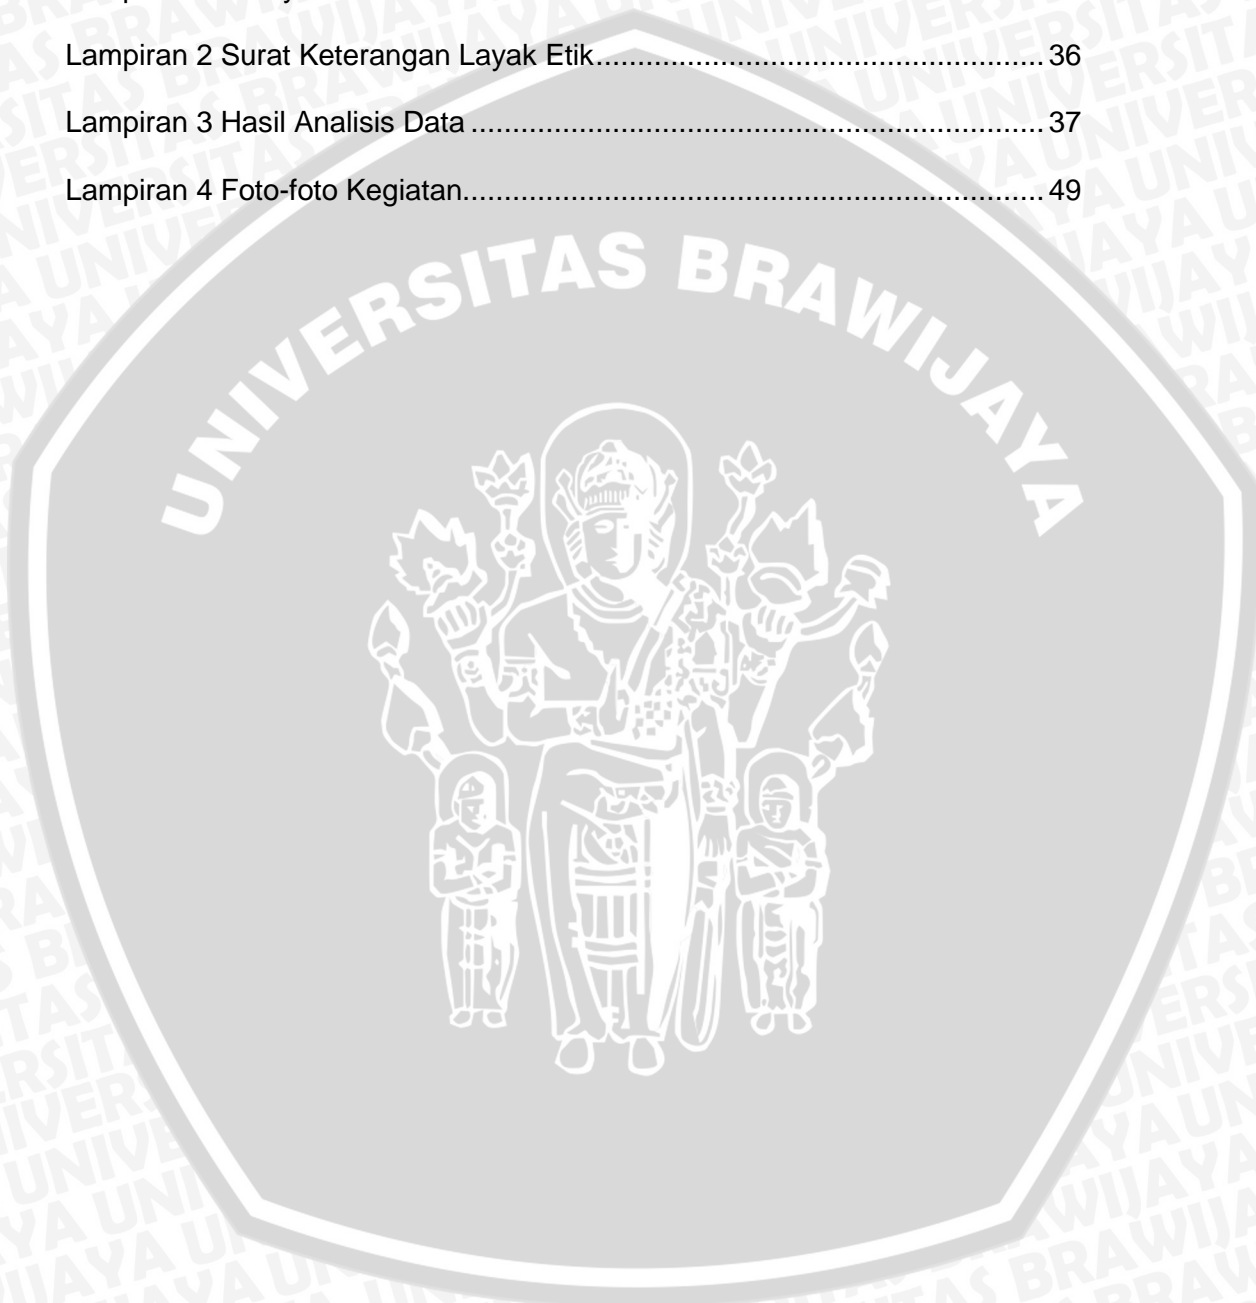 Lampiran 2 Surat Keterangan Layak Etik........................................................ 36
Lampiran 3 Hasil Analisis Data ...................................................................... 37
Lampiran 4 Foto-foto Kegiatan....................................................................... 49
UNIVERSITAS BRAWIJAYA